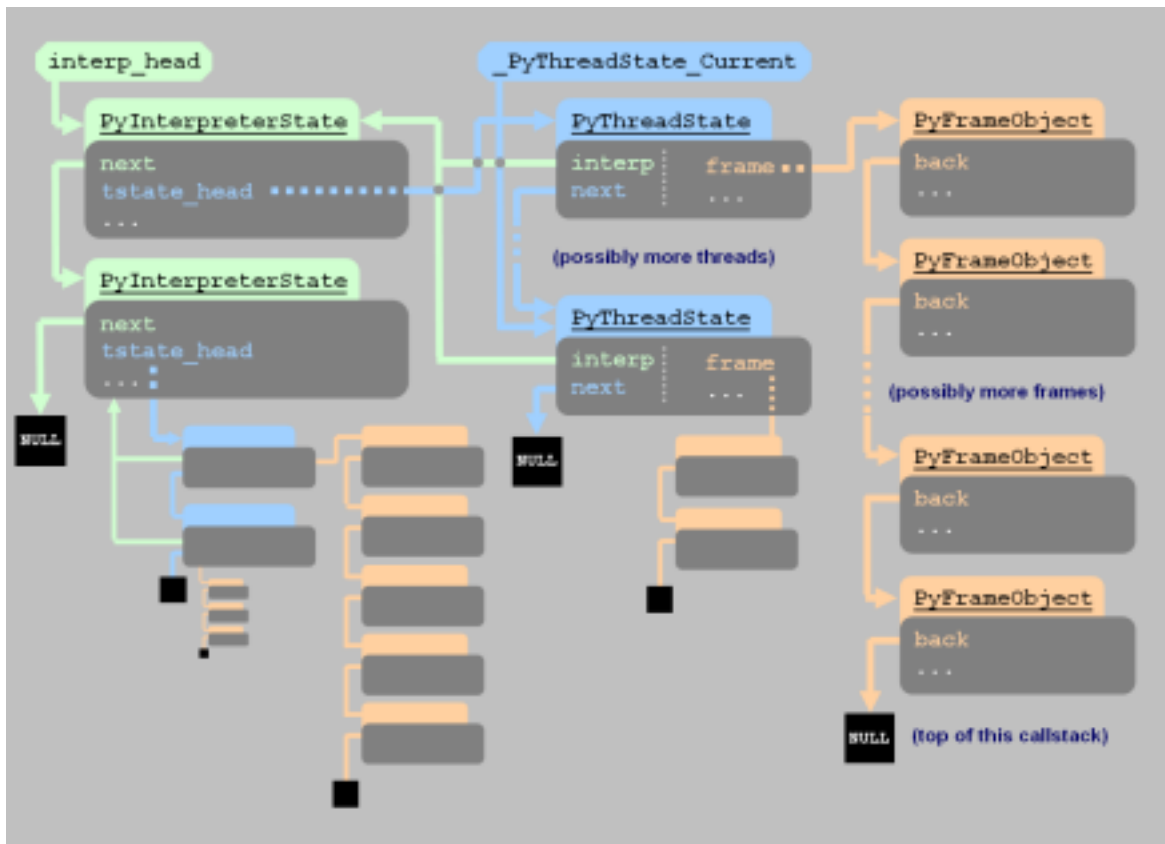 interp_head
_PyThreadState_Current
PyInterpreterState
next
tstate_head
...
PyInterpreterState
next
tstate_head
...
NULL
PyThreadState
interp
next
frame
...
(possibly more threads)
PyThreadState
interp
next
frame
...
NULL
PyFrameObject
back
...
PyFrameObject
back
...
(possibly more frames)
PyFrameObject
back
...
PyFrameObject
back
...
NULL
(top of this callstack)